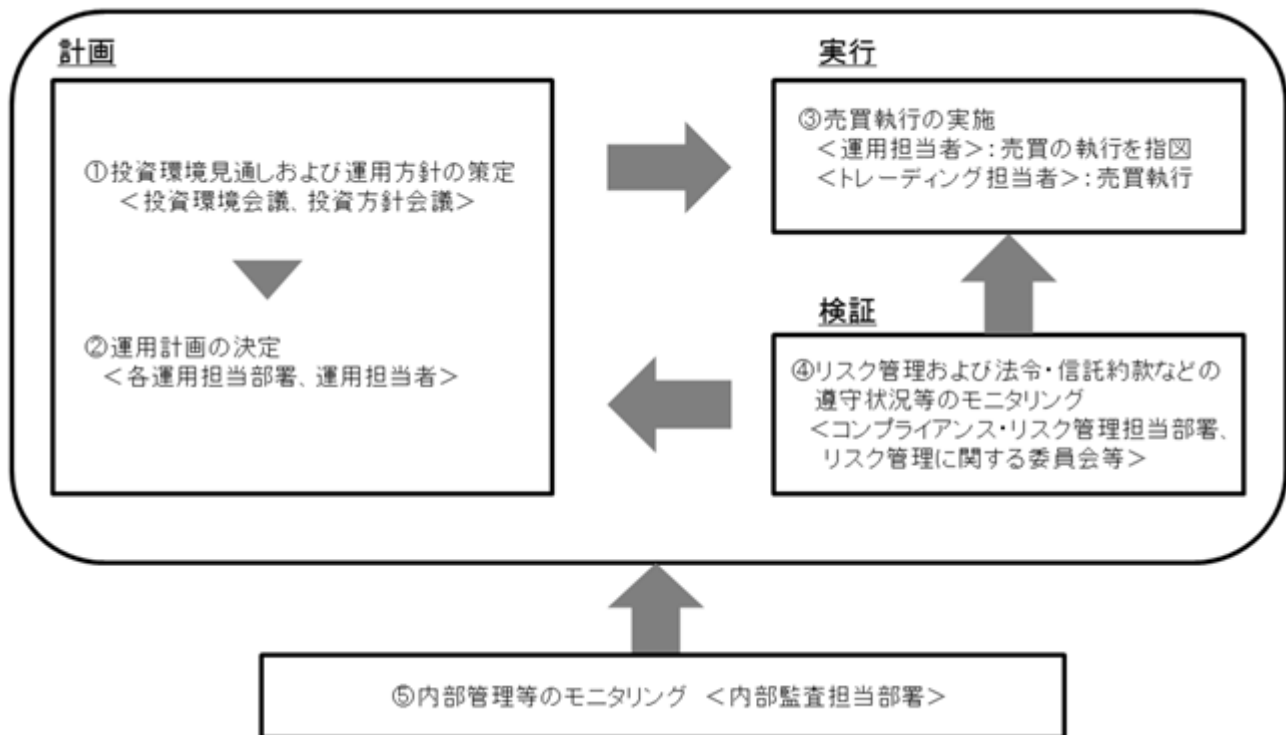 計画
①投資環境見通しおよび運用方針の策定
＜投資環境会議、投資方針会議＞
②運用計画の決定
＜各運用担当部署、運用担当者＞
実行
③売買執行の実施
＜運用担当者＞：売買の執行を指図
＜トレーディング担当者＞：売買執行
検証
④リスク管理および法令・信託約款などの
遵守状況等のモニタリング
＜コンプライアンス・リスク管理担当部署、
リスク管理に関する委員会等＞
⑤内部管理等のモニタリング　＜内部監査担当部署＞